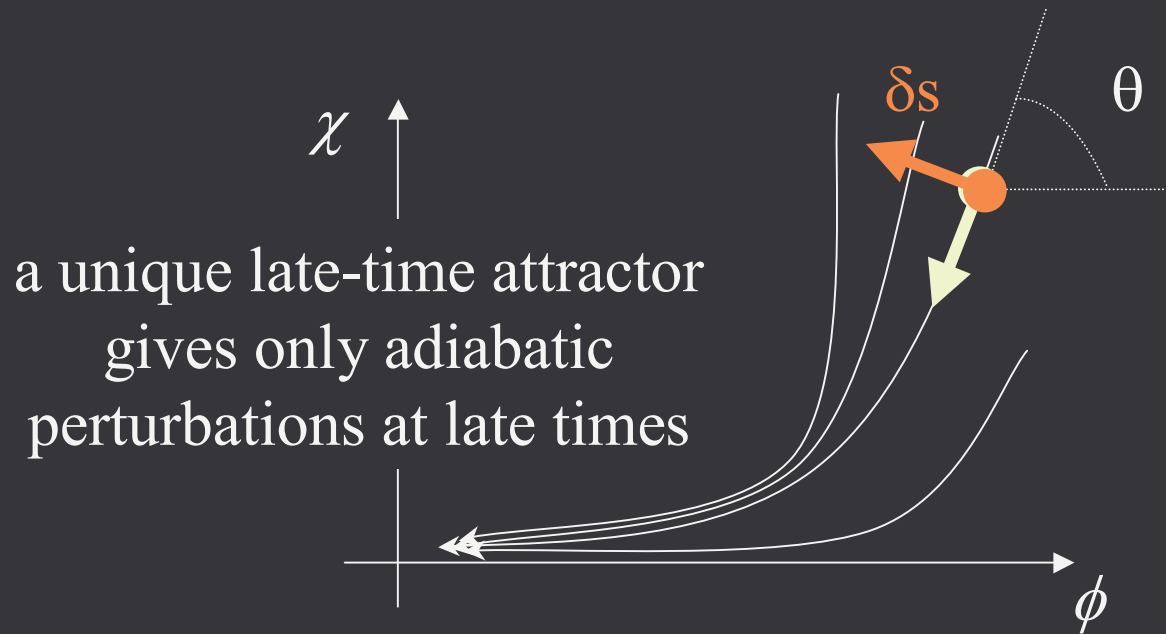 δs
θ
χ
a unique late-time attractor
gives only adiabatic
perturbations at late times
ϕ